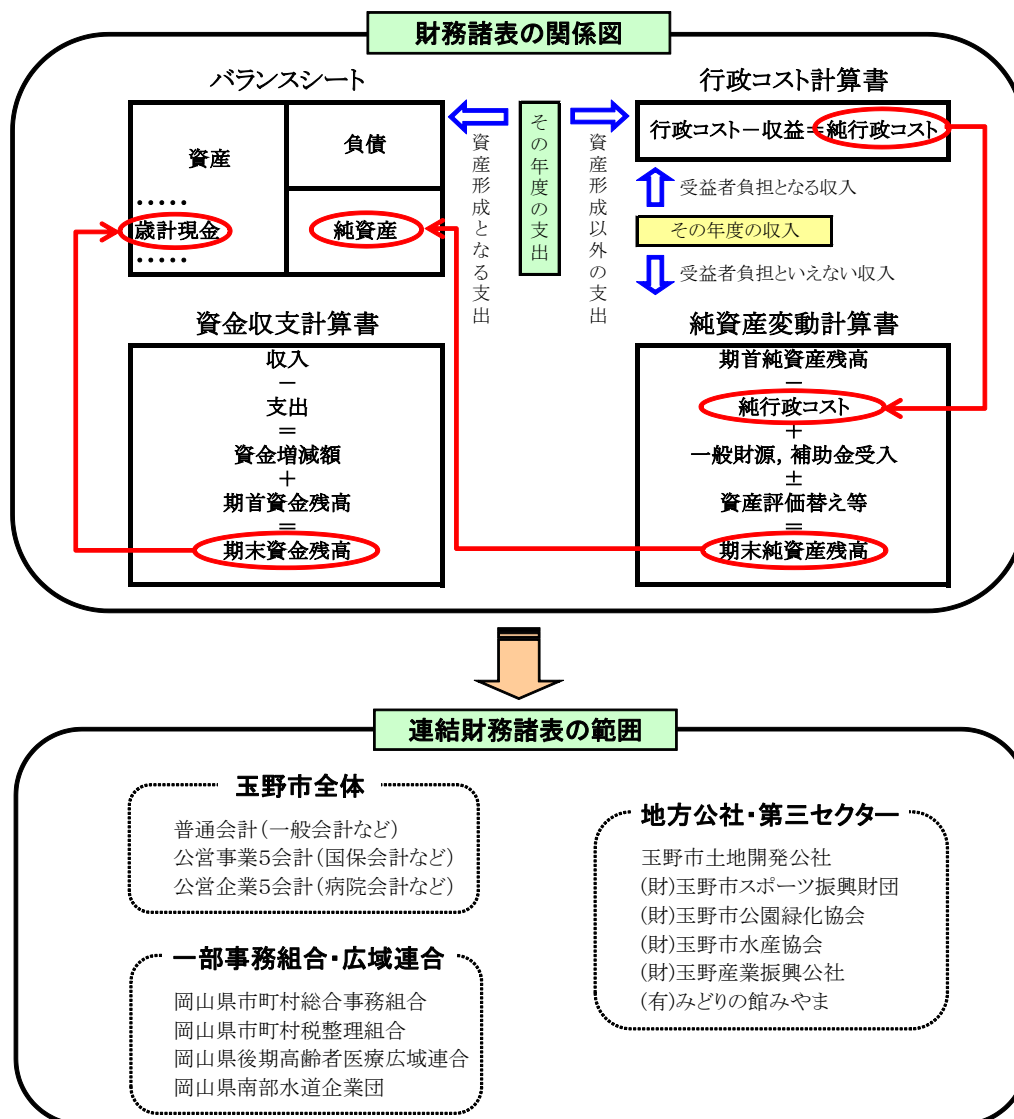 財務諸表の関係図
バランスシート
資産
・・・・・
歳計現金
・・・・・
負債
純資産
資産形成となる支出
その年度の支出
資産形成以外の支出
行政コスト計算書
行政コスト－収益＝純行政コスト
受益者負担となる収入
その年度の収入
受益者負担といえない収入
資金収支計算書
収入
－
支出
＝
資金増減額
＋
期首資金残高
＝
期末資金残高
純資産変動計算書
期首純資産残高
－
純行政コスト
＋
一般財源，補助金受入
±
資産評価替え等
＝
期末純資産残高
連結財務諸表の範囲
玉野市全体
普通会計（一般会計など）
公営事業5会計（国保会計など）
公営企業5会計（病院会計など）
一部事務組合・広域連合
岡山県市町村総合事務組合
岡山県市町村税整理組合
岡山県後期高齢者医療広域連合
岡山県南部水道企業団
地方公社・第三セクター
玉野市土地開発公社
(財)玉野市スポーツ振興財団
(財)玉野市公園緑化協会
(財)玉野市水産協会
(財)玉野産業振興公社
(有)みどりの館みやま